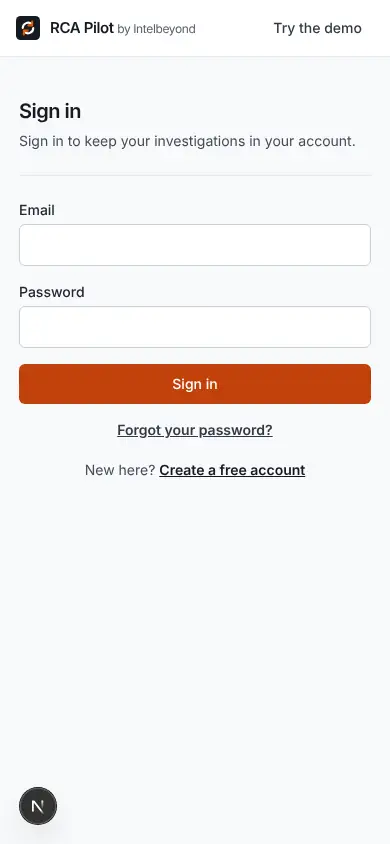 RCA Pilot by Intelbeyond
Try the demo
Sign in
Sign in to keep your investigations in your account.
Email
Password
Sign in
Forgot your password?
New here? Create a free account
N